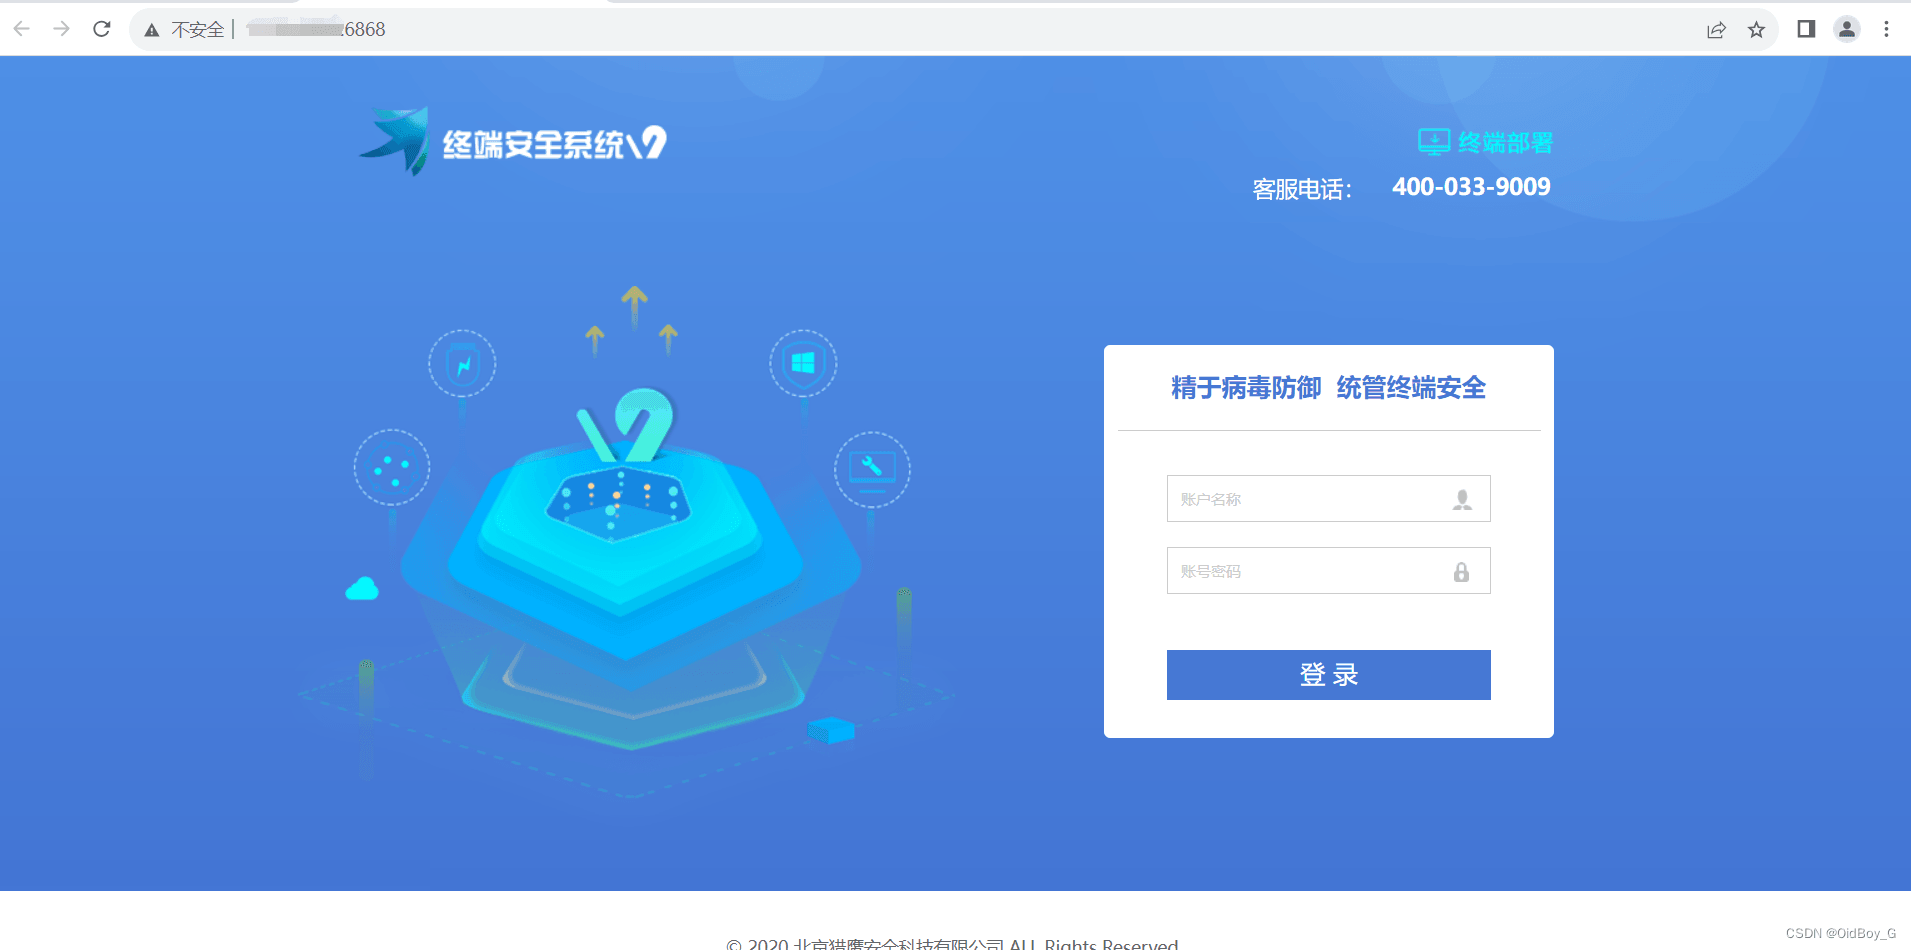 不安全 | :6868
终端安全系统V9
终端部署
客服电话： 400-033-9009
V9
精于病毒防御 统管终端安全
账户名称
账号密码
登 录
© 2020 北京猎鹰安全科技有限公司 ALL Rights Reserved
CSDN @OidBoy_G